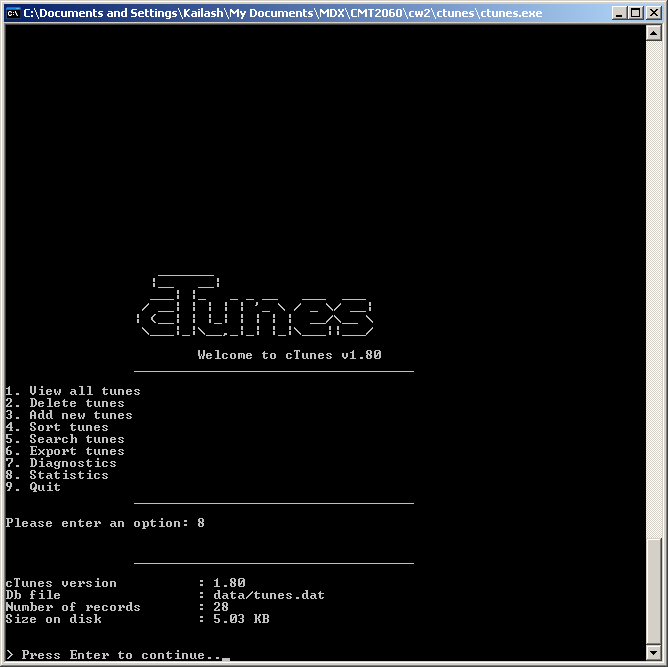 C:\Documents and Settings\Kailash\My Documents\MDX\CMT2060\cw2\ctunes\ctunes.exe
cTunes
Welcome to cTunes v1.80
1. View all tunes
2. Delete tunes
3. Add new tunes
4. Sort tunes
5. Search tunes
6. Export tunes
7. Diagnostics
8. Statistics
9. Quit
Please enter an option: 8
cTunes version : 1.80
Db file : data/tunes.dat
Number of records : 28
Size on disk : 5.03 KB
> Press Enter to continue.._